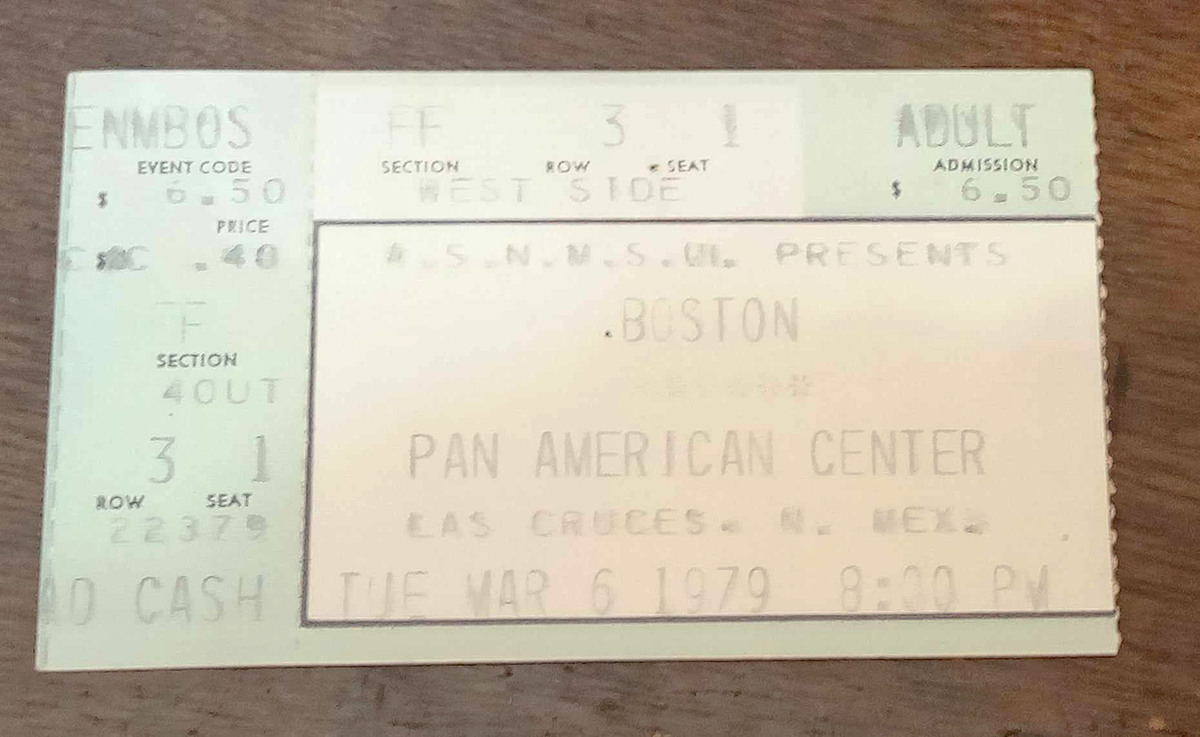 ENMBOS
EVENT CODE
$ 6.50
PRICE
.40
F
SECTION
4OUT
3 1
ROW SEAT
22379
CASH
FF 3 1
SECTION ROW SEAT
WEST SIDE
ADULT
ADMISSION
$ 6.50
A.S.N.M.S.U. PRESENTS
BOSTON
PAN AMERICAN CENTER
LAS CRUCES, N. MEX.
TUE MAR 6 1979 8:00 PM